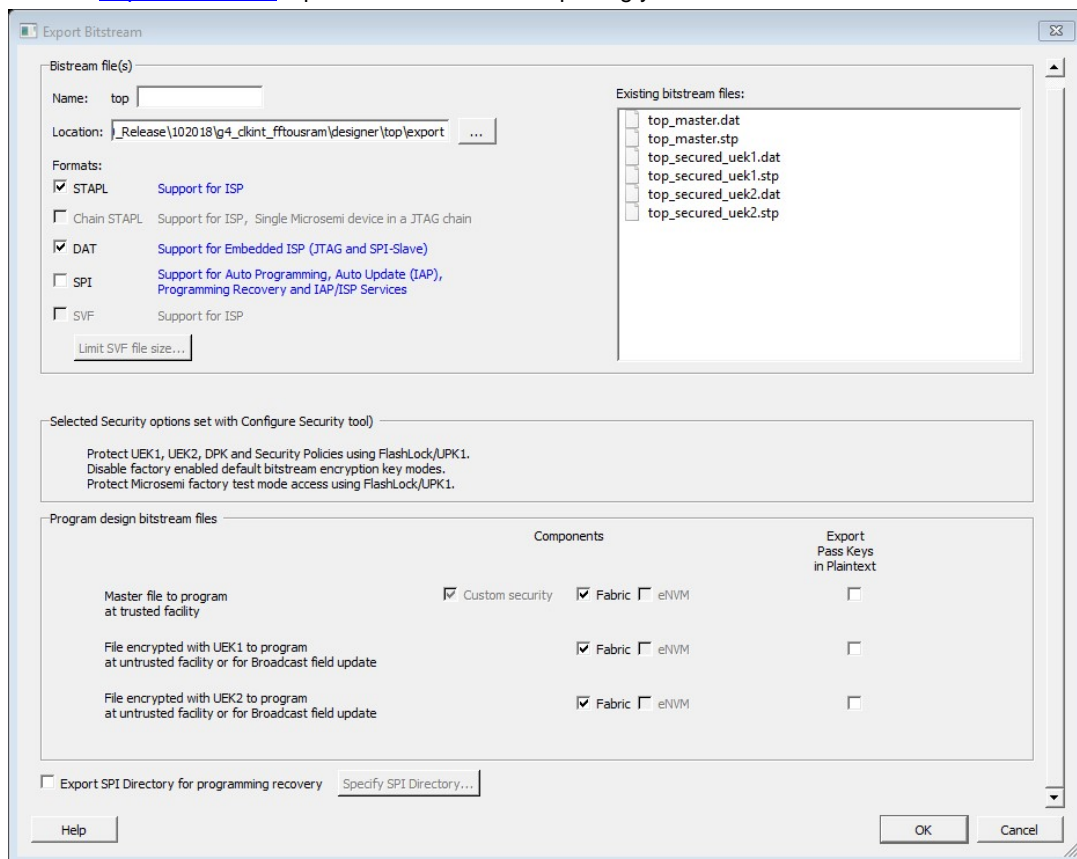 Export Bitstream
Bistream file(s)
Name: top
Location: _Release\102018\g4_clkint_fftousram\designer\top\export ...
Formats:
STAPL Support for ISP
Chain STAPL Support for ISP, Single Microsemi device in a JTAG chain
DAT Support for Embedded ISP (JTAG and SPI-Slave)
SPI Support for Auto Programming, Auto Update (IAP),
Programming Recovery and IAP/ISP Services
SVF Support for ISP
Limit SVF file size...
Existing bitstream files:
top_master.dat
top_master.stp
top_secured_uek1.dat
top_secured_uek1.stp
top_secured_uek2.dat
top_secured_uek2.stp
Selected Security options set with Configure Security tool)
Protect UEK1, UEK2, DPK and Security Policies using FlashLock/UPK1.
Disable factory enabled default bitstream encryption key modes.
Protect Microsemi factory test mode access using FlashLock/UPK1.
Program design bitstream files
Components
Export
Pass Keys
in Plaintext
Master file to program
at trusted facility
Custom security Fabric eNVM
File encrypted with UEK1 to program
at untrusted facility or for Broadcast field update
Fabric eNVM
File encrypted with UEK2 to program
at untrusted facility or for Broadcast field update
Fabric eNVM
Export SPI Directory for programming recovery Specify SPI Directory...
Help OK Cancel